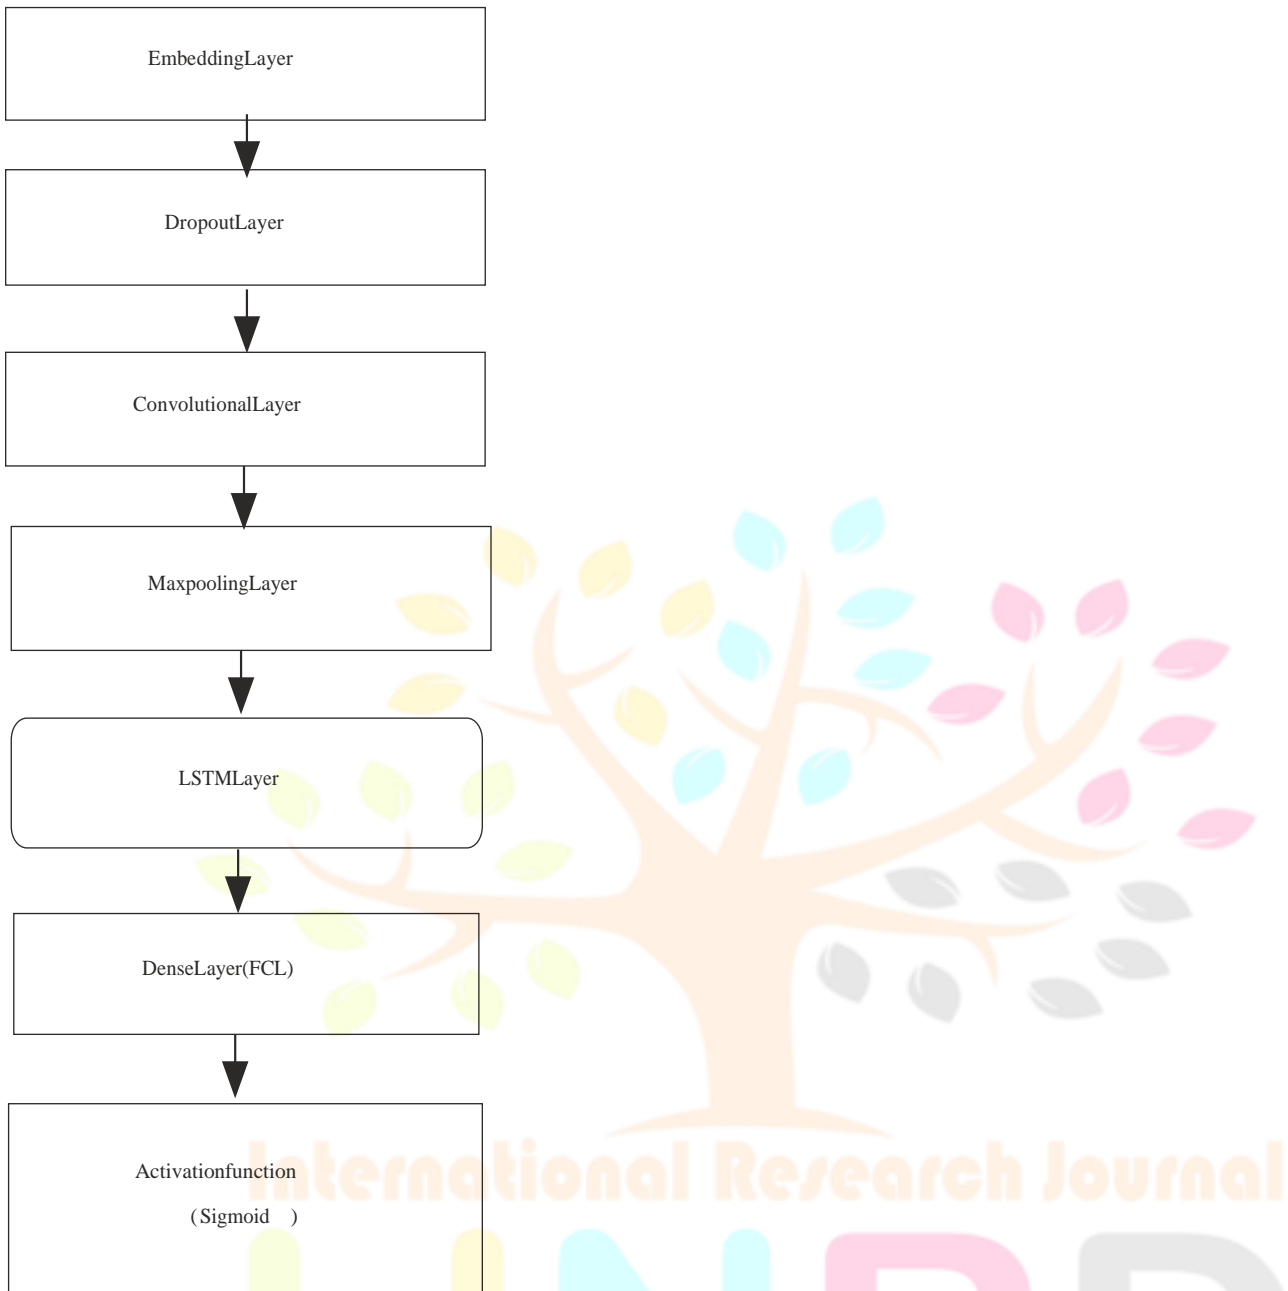 EmbeddingLayer
DropoutLayer
ConvolutionalLayer
MaxpoolingLayer
LSTMLayer
DenseLayer(FCL)
Activationfunction
(Sigmoid )
International Research Journal